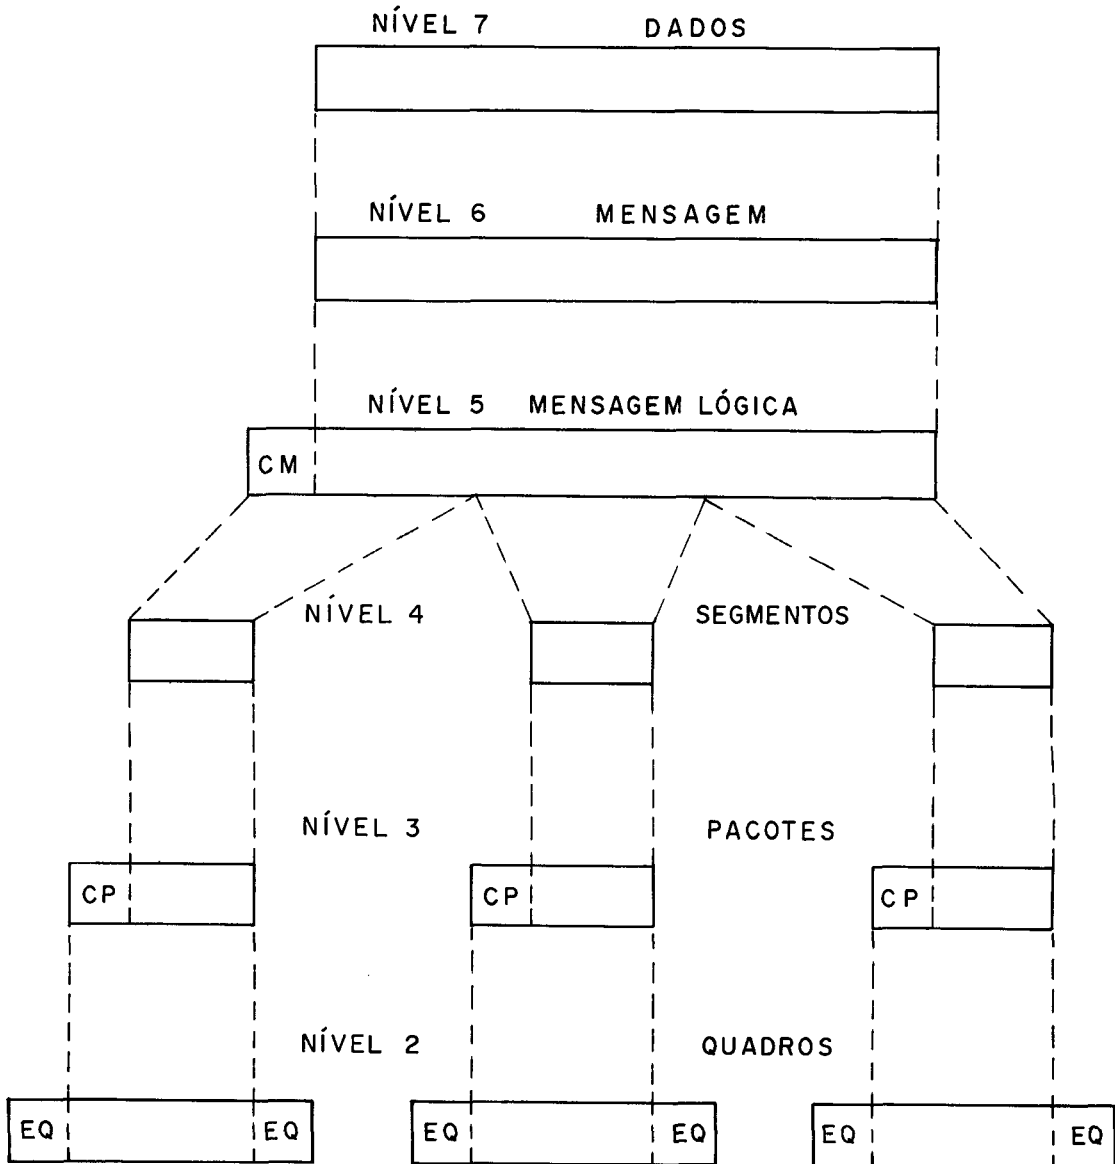 NÍVEL 7 DADOS
NÍVEL 6 MENSAGEM
NÍVEL 5 MENSAGEM LÓGICA
CM
NÍVEL 4 SEGMENTOS
NÍVEL 3 PACOTES
CP CP CP
NÍVEL 2 QUADROS
EQ EQ EQ EQ EQ EQ